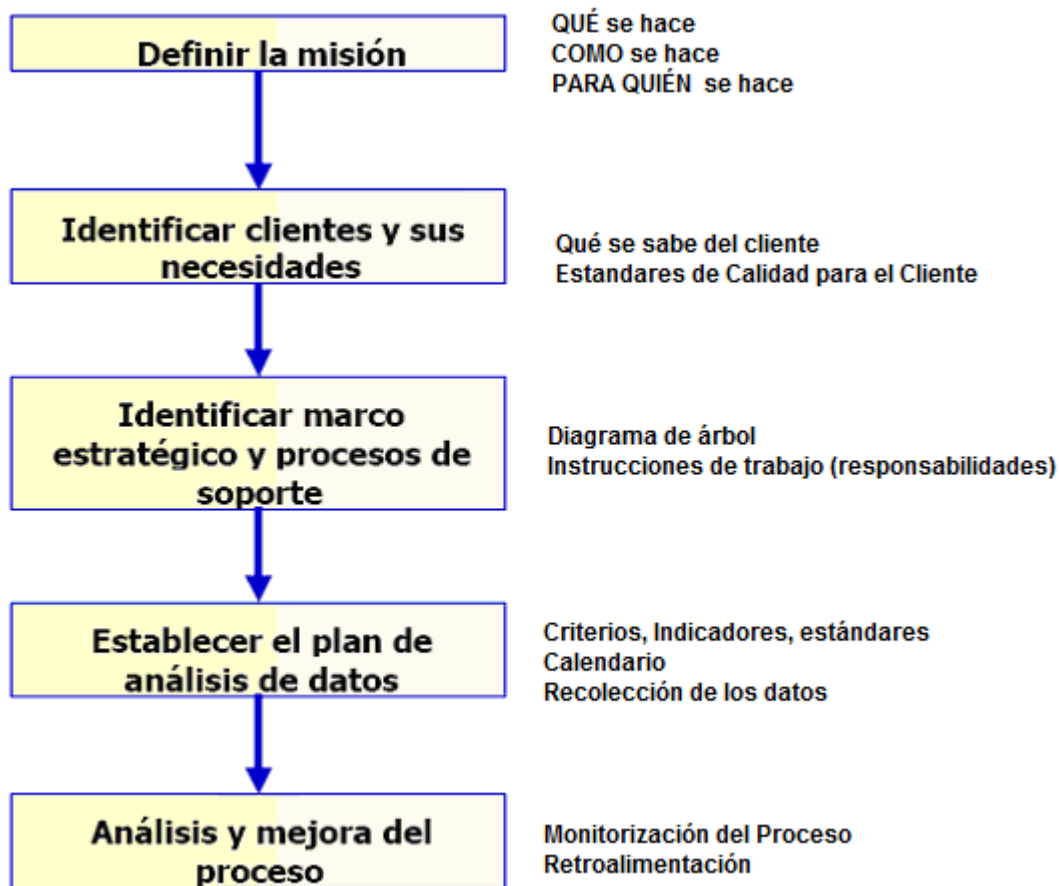 Definir la misión
QUÉ se hace
COMO se hace
PARA QUIÉN se hace
Identificar clientes y sus
necesidades
Qué se sabe del cliente
Estandares de Calidad para el Cliente
Identificar marco
estratégico y procesos de
soporte
Diagrama de árbol
Instrucciones de trabajo (responsabilidades)
Establecer el plan de
análisis de datos
Criterios, Indicadores, estándares
Calendario
Recolección de los datos
Análisis y mejora del
proceso
Monitorización del Proceso
Retroalimentación